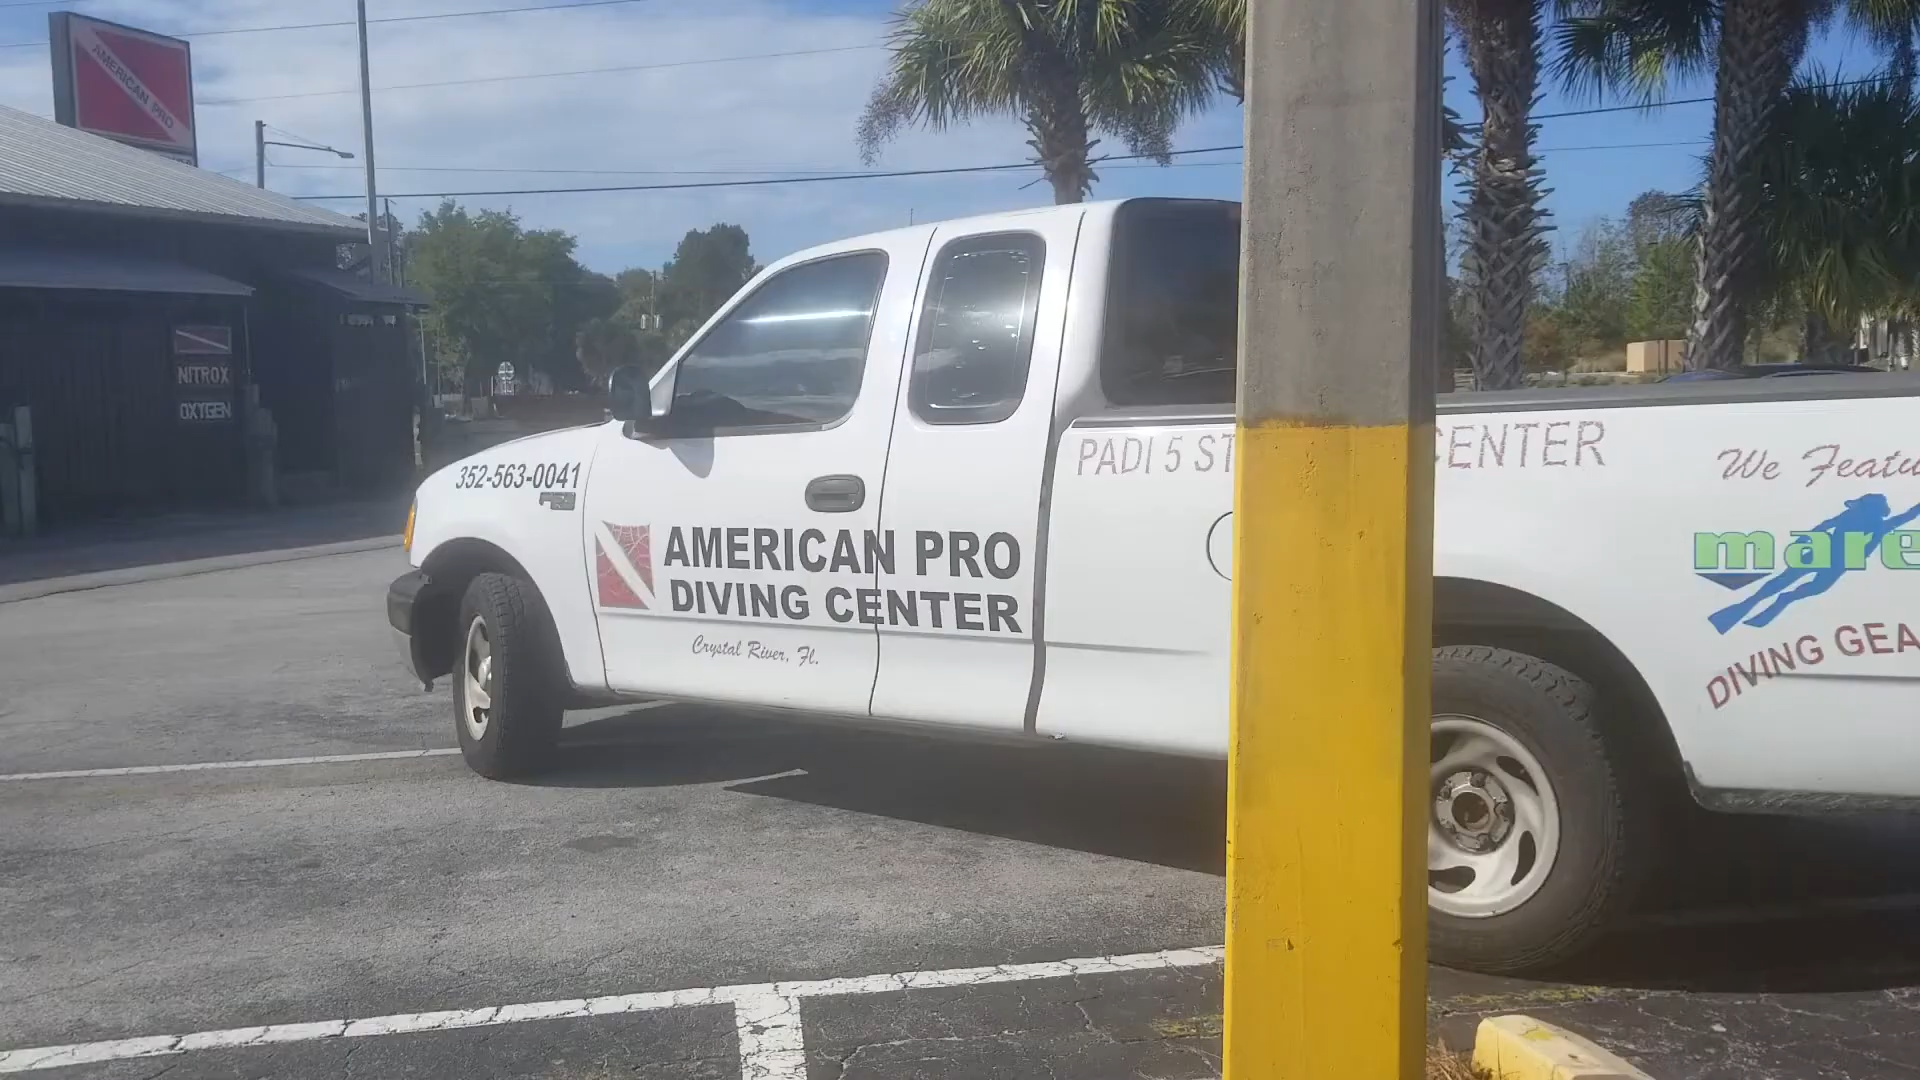 AMERICAN PRO
NITROX
OXYGEN
352-563-0041
AMERICAN PRO
DIVING CENTER
Crystal River, Fl.
PADI 5 ST
CENTER
We Featu
mare
DIVING GEA